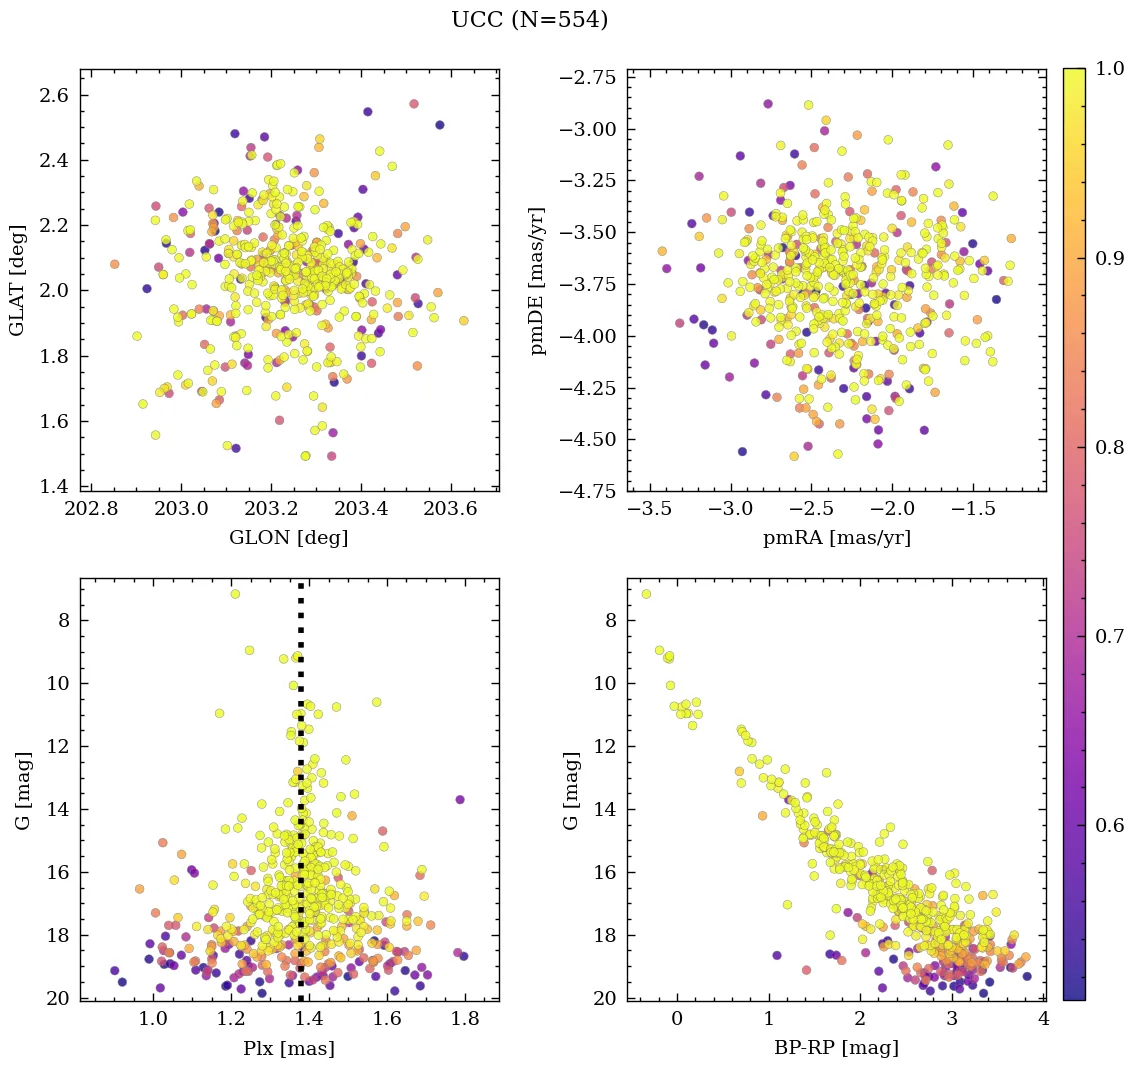 UCC (N=554)
2.6
2.4
2.2
2.0
1.8
1.6
1.4
GLAT [deg]
202.8 203.0 203.2 203.4 203.6
GLON [deg]
−2.75
−3.00
−3.25
−3.50
−3.75
−4.00
−4.25
−4.50
−4.75
pmDE [mas/yr]
−3.5 −3.0 −2.5 −2.0 −1.5
pmRA [mas/yr]
8
10
12
14
16
18
20
G [mag]
1.0 1.2 1.4 1.6 1.8
Plx [mas]
8
10
12
14
16
18
20
G [mag]
0 1 2 3 4
BP-RP [mag]
1.0
0.9
0.8
0.7
0.6